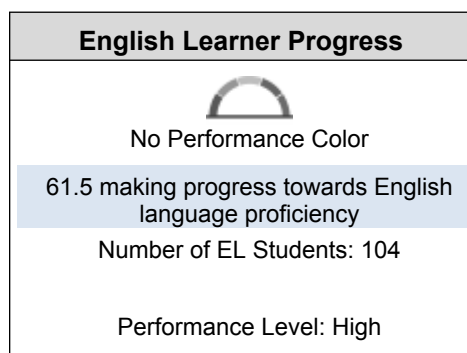 English Learner Progress
No Performance Color
61.5 making progress towards English
language proficiency
Number of EL Students: 104
Performance Level: High